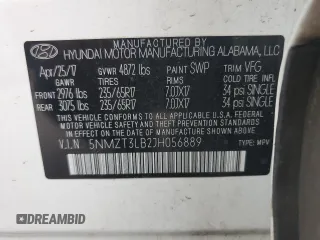 MANUFACTURED BY
HYUNDAI MOTOR MANUFACTURING ALABAMA, LLC
Apr/25/17 GVWR 4872 lbs PAINT SWP TRIM VFG
GAWR TIRES RIMS COLD TIRE INFL. PRESSURE
FRONT 2976 lbs 235/65R17 7.0JX17 34 psi SINGLE
REAR 3075 lbs 235/65R17 7.0JX17 34 psi SINGLE
THIS VEHICLE CONFORMS TO ALL APPLICABLE
FEDERAL MOTOR VEHICLE SAFETY AND THEFT
PREVENTION STANDARDS IN EFFECT ON THE DATE
OF MANUFACTURE SHOWN ABOVE.
V.I.N 5NMZT3LB2JH056889 TYPE: MPV
© DRIVEBIDRIVE